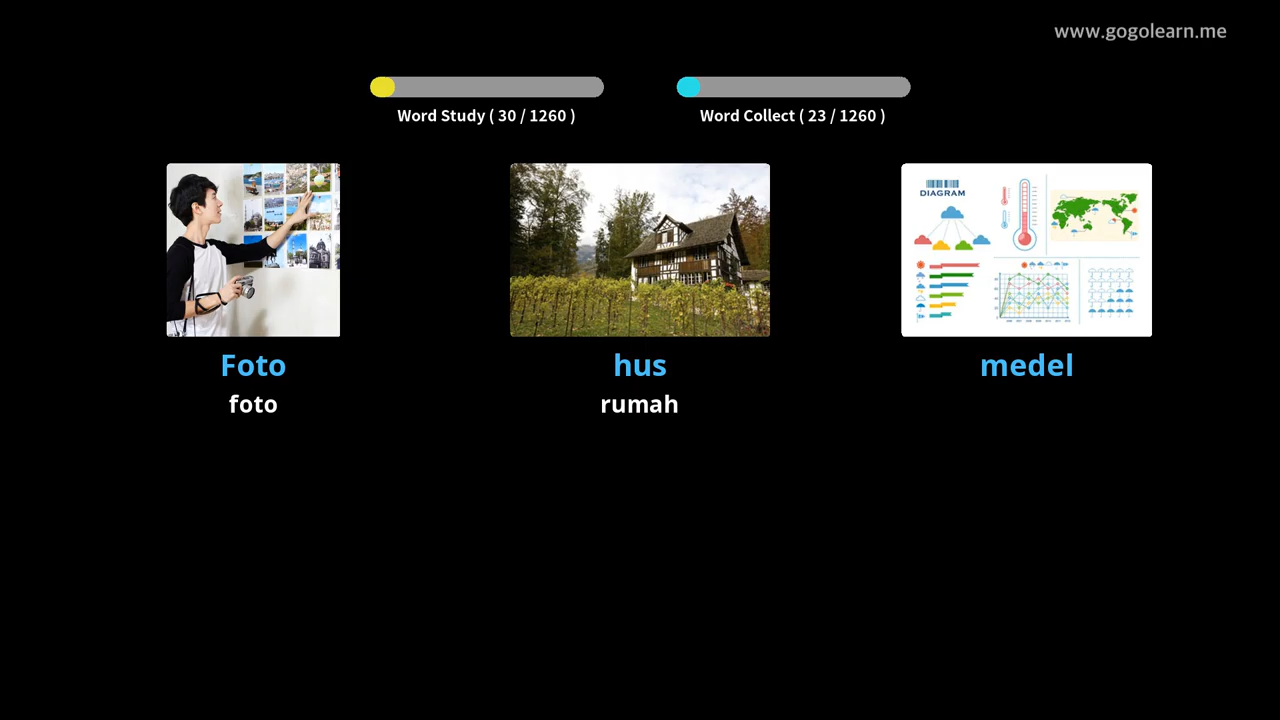 www.gogolearn.me
Word Study ( 30 / 1260 )
Word Collect ( 23 / 1260 )
DIAGRAM
Foto
hus
medel
foto
rumah